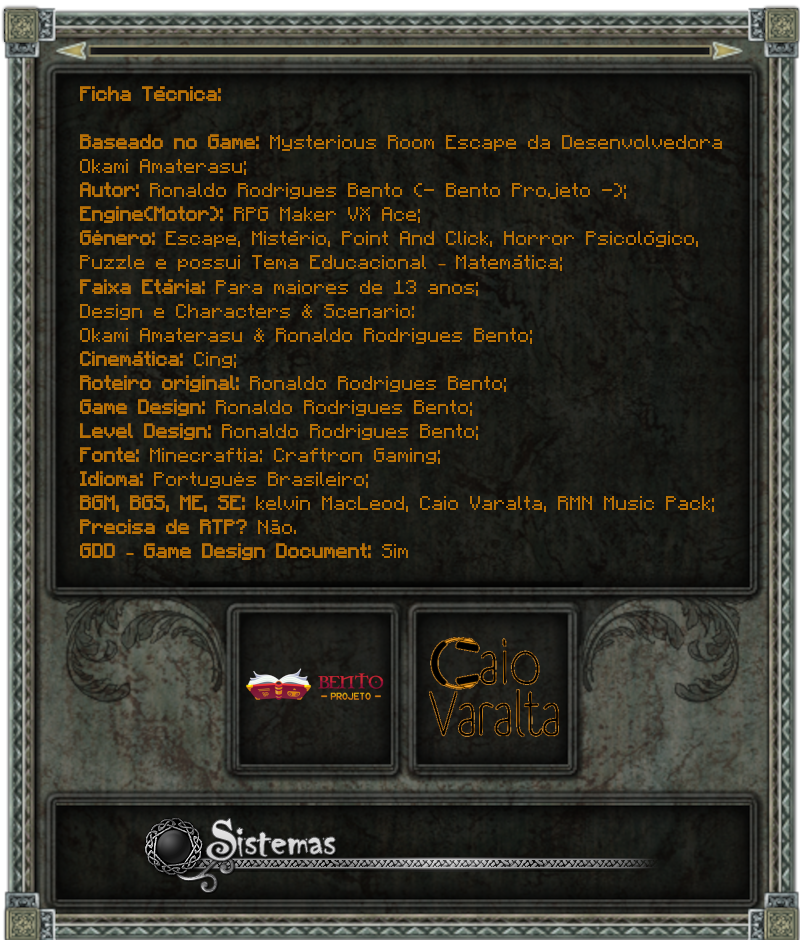 Ficha Técnica:
Baseado no Game: Mysterious Room Escape da Desenvolvedora
Okami Amaterasu;
Autor: Ronaldo Rodrigues Bento (- Bento Projeto -);
Engine(Motor): RPG Maker VX Ace;
Gênero: Escape, Mistério, Point And Click, Horror Psicológico,
Puzzle e possui Tema Educacional - Matemática;
Faixa Etária: Para maiores de 13 anos;
Design e Characters & Scenario:
Okami Amaterasu & Ronaldo Rodrigues Bento;
Cinemática: Cing;
Roteiro original: Ronaldo Rodrigues Bento;
Game Design: Ronaldo Rodrigues Bento;
Level Design: Ronaldo Rodrigues Bento;
Fonte: Minecraftia: Craftron Gaming;
Idioma: Português Brasileiro;
BGM, BGS, ME, SE: kelvin MacLeod, Caio Varalta, RMN Music Pack;
Precisa de RTP? Não.
GDD - Game Design Document: Sim
BENTO
- PROJETO -
Caio
Varalta
Sistemas